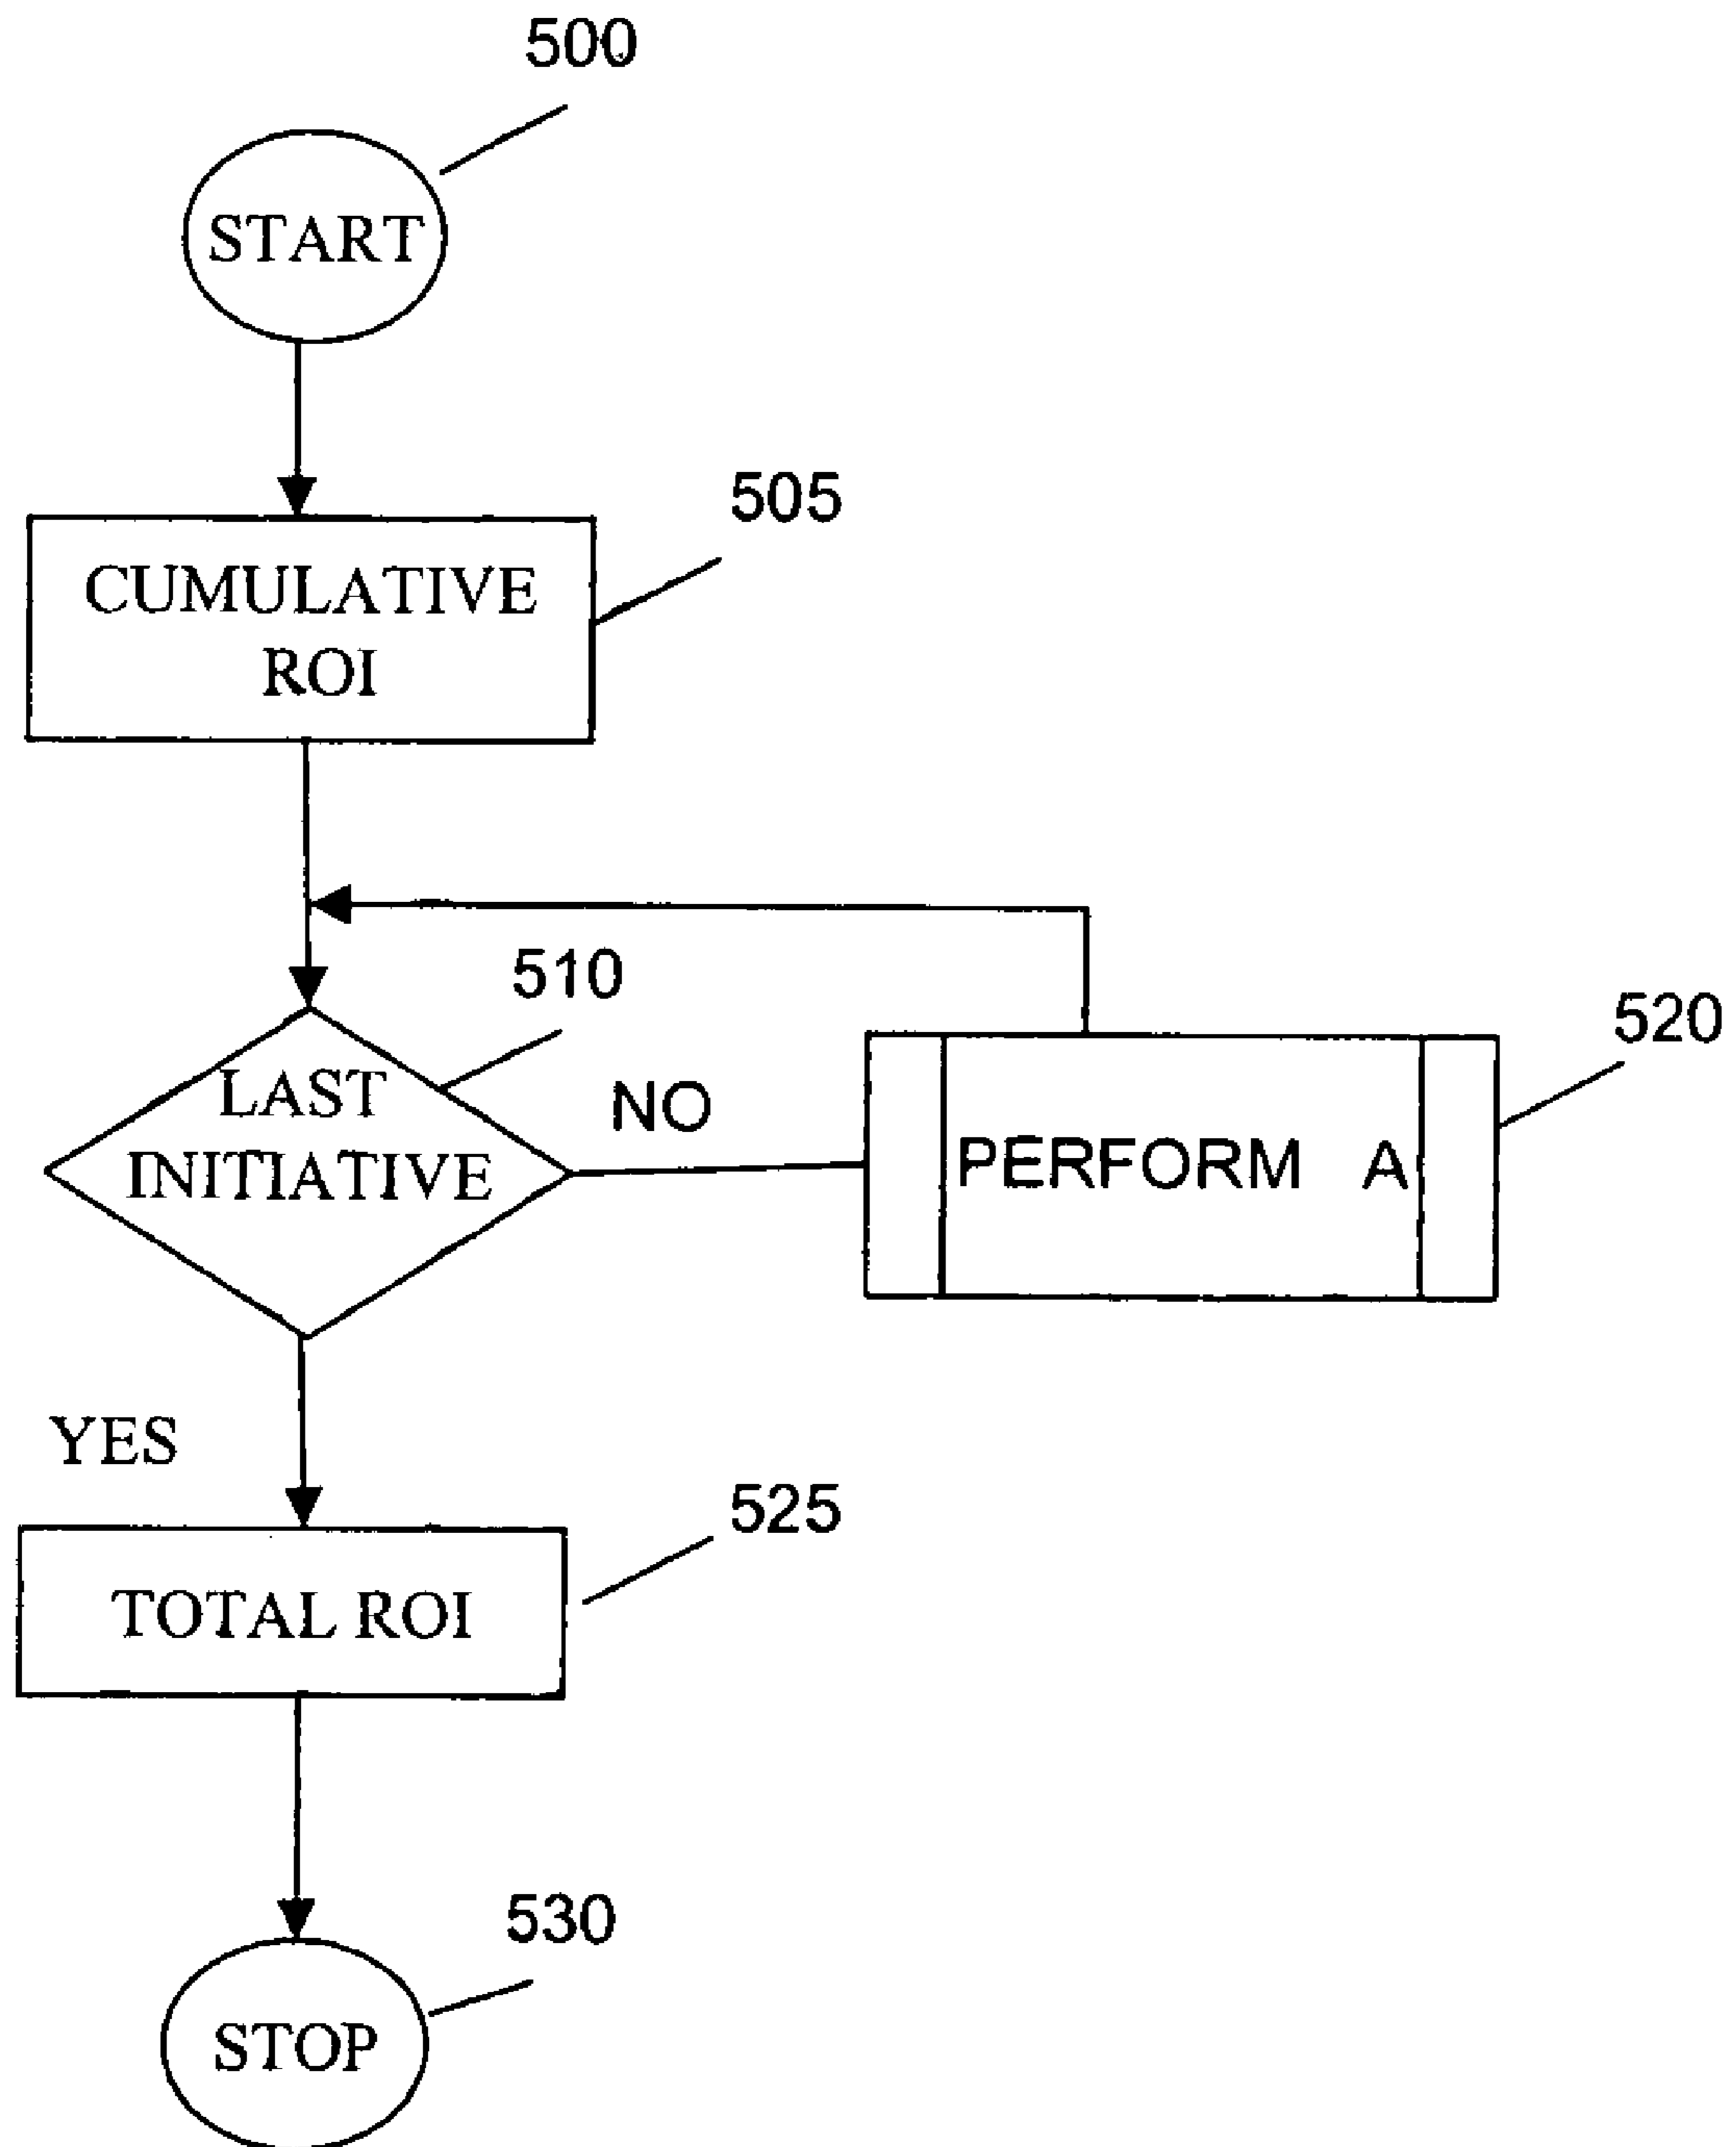 500
START
505
CUMULATIVE
ROI
510
LAST
INITIATIVE
NO
520
PERFORM A
YES
525
TOTAL ROI
530
STOP